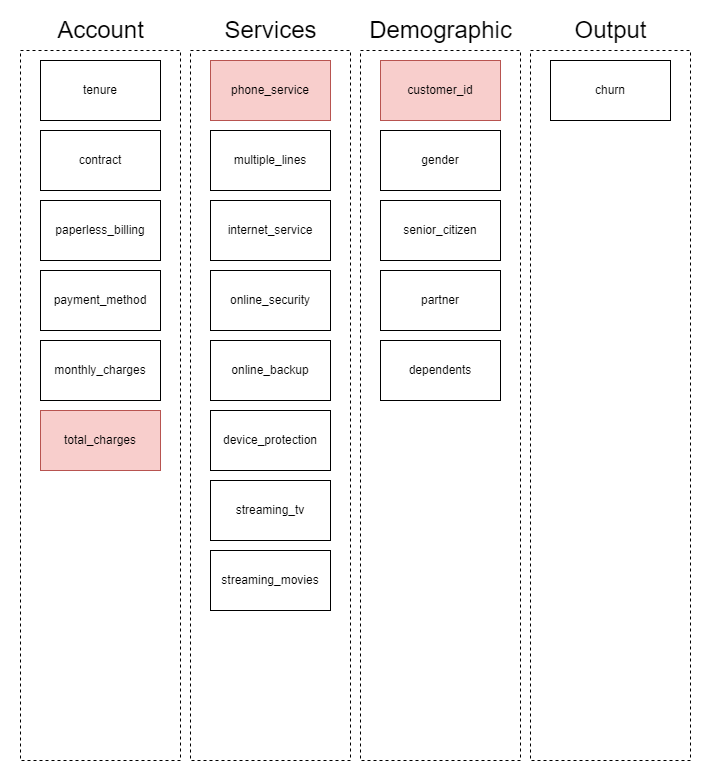 Account
tenure
contract
paperless_billing
payment_method
monthly_charges
total_charges
Services
phone_service
multiple_lines
internet_service
online_security
online_backup
device_protection
streaming_tv
streaming_movies
Demographic
customer_id
gender
senior_citizen
partner
dependents
Output
churn